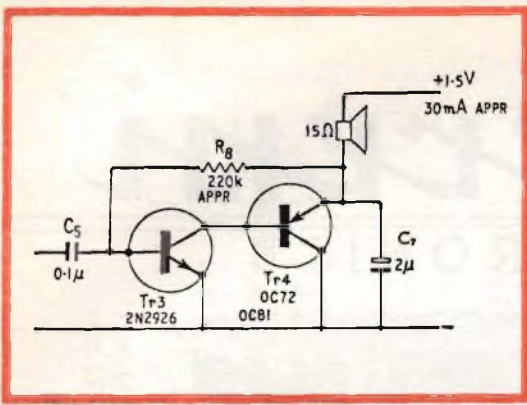 +1·5V
30mA APPR
15Ω
R8
220k
APPR
C5
0·1μ
C7
2μ
Tr3
2N2926
Tr4
OC72
OC81